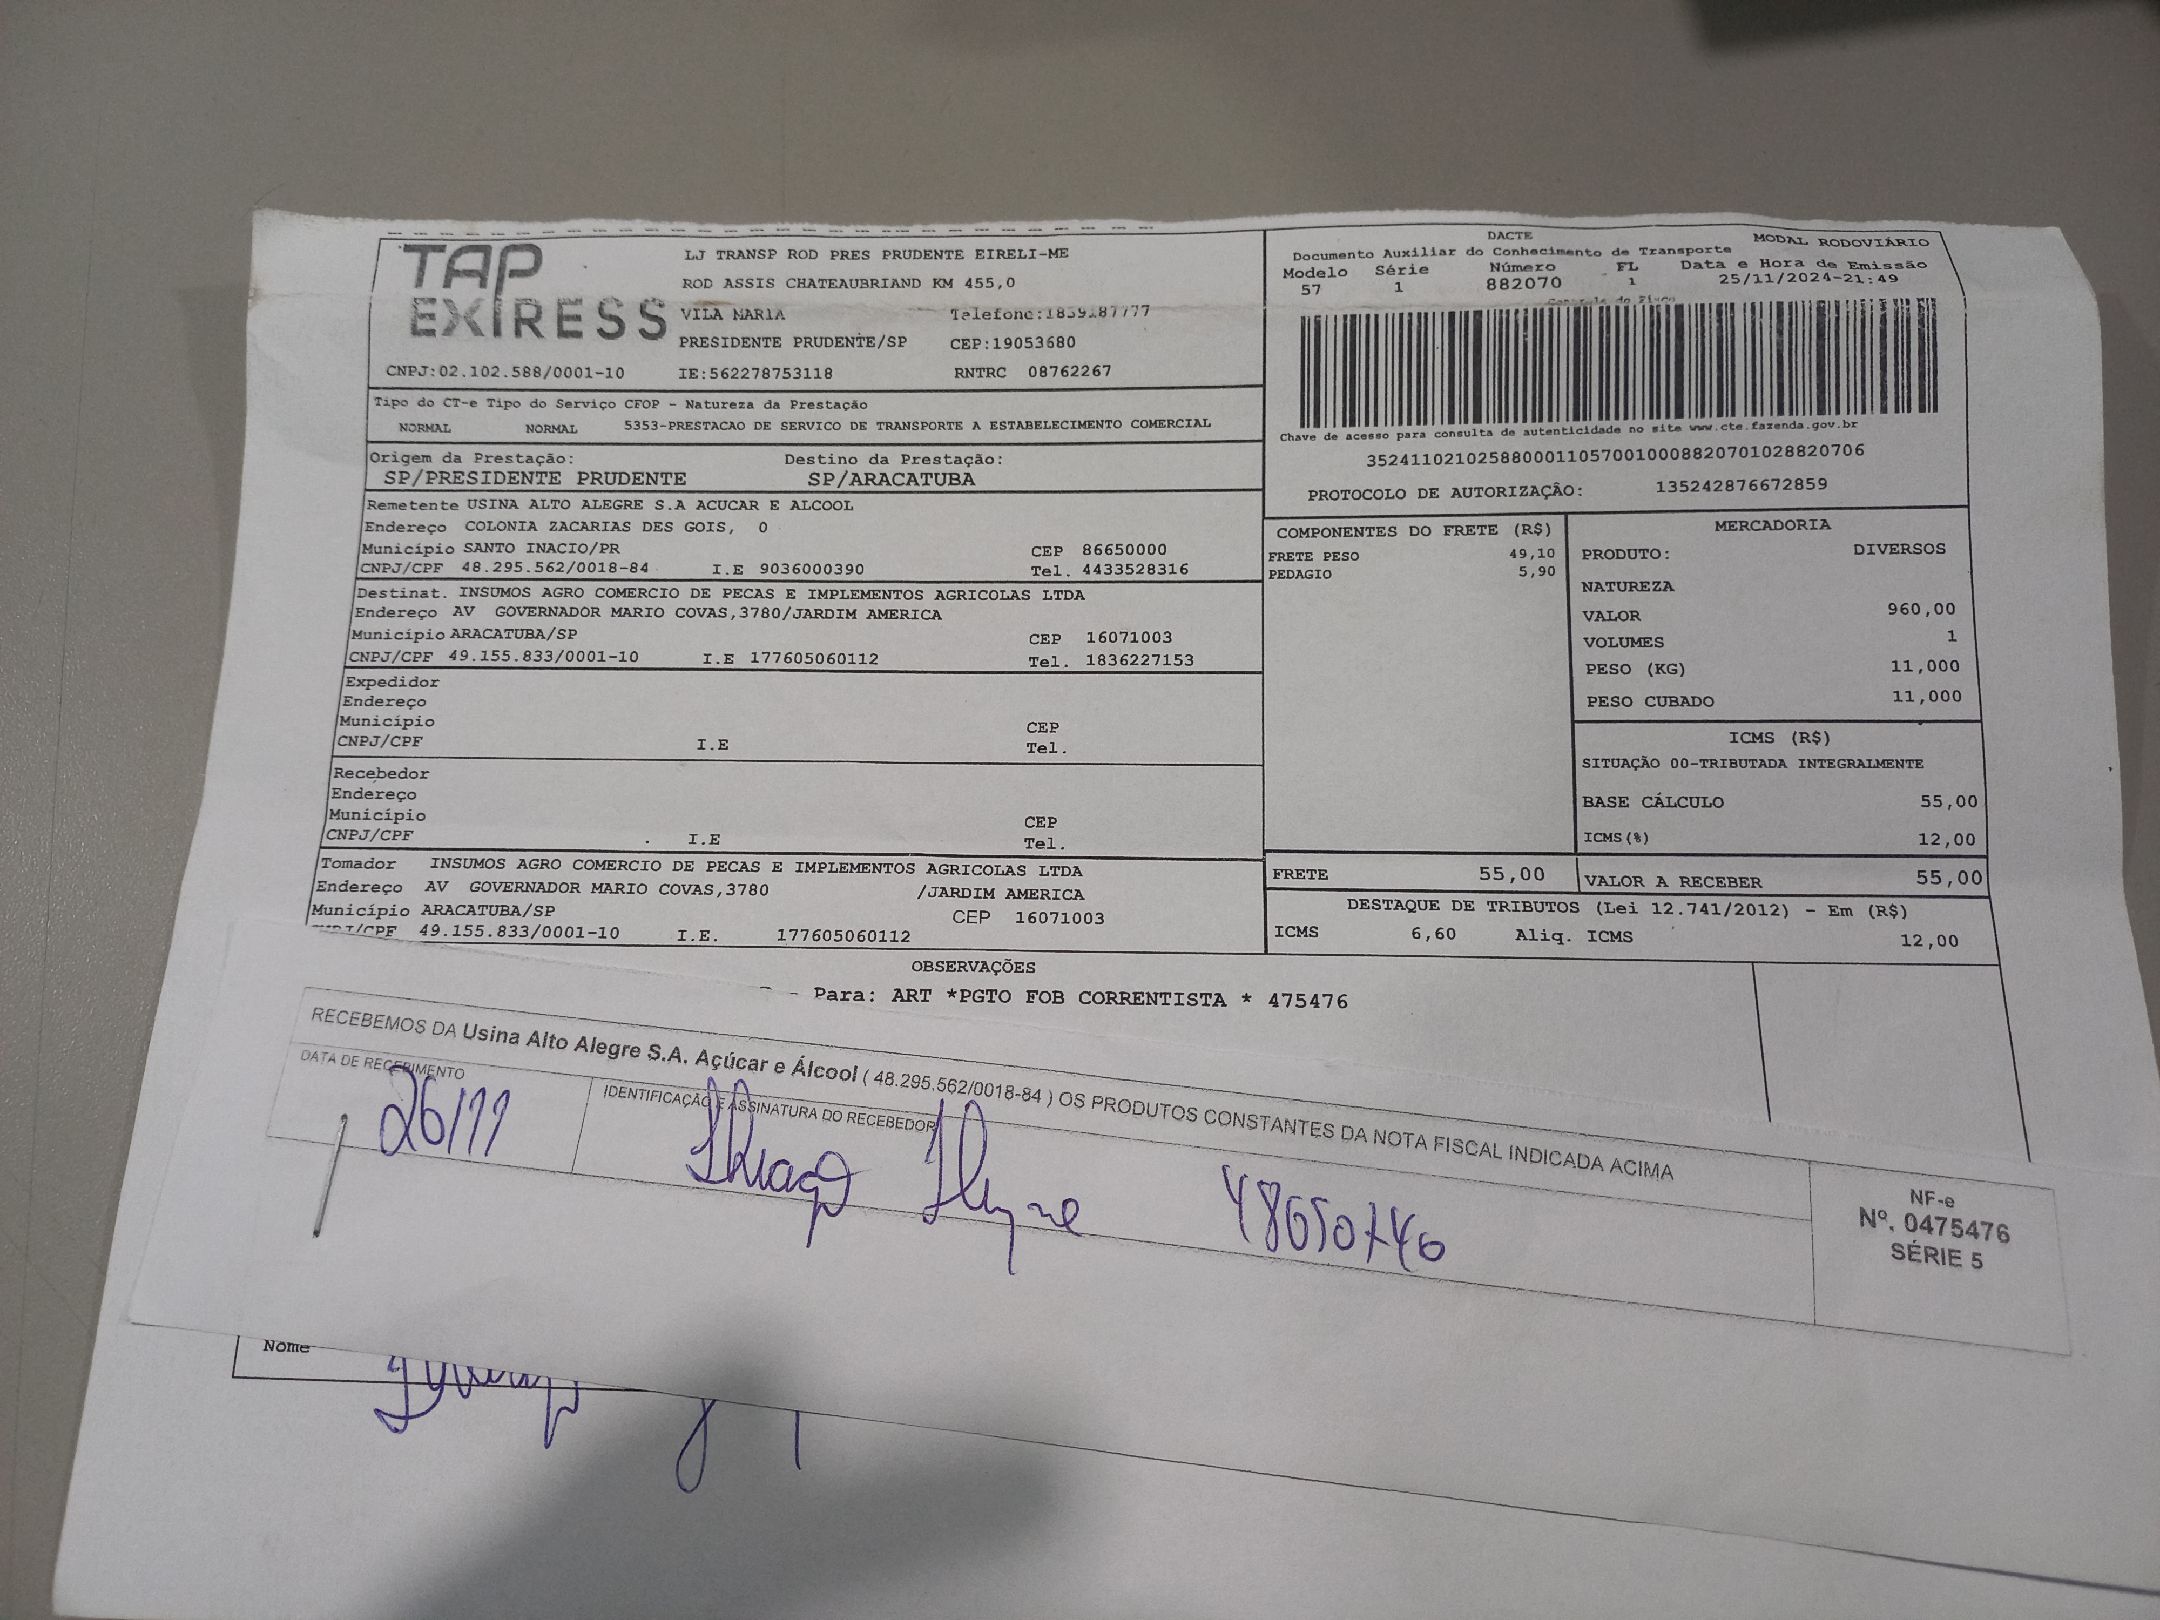 TAP EXPRESS
LJ TRANSP ROD PRES PRUDENTE EIRELI-ME
ROD ASSIS CHATEAUBRIAND KM 455,0
VILA MARIA Telefone:1839187777
PRESIDENTE PRUDENTE/SP CEP:19053680
CNPJ:02.102.588/0001-10 IE:562278753118 RNTRC 08762267
DACTE MODAL RODOVIÁRIO
Documento Auxiliar do Conhecimento de Transporte
Modelo Série Número FL Data e Hora de Emissão
57 1 882070 1 25/11/2024-21:49
Controle do Fisco
Chave de acesso para consulta de autenticidade no site www.cte.fazenda.gov.br
35241102102588000110570010008820701028820706
PROTOCOLO DE AUTORIZAÇÃO: 135242876672859
Tipo do CT-e Tipo do Serviço CFOP - Natureza da Prestação
NORMAL NORMAL 5353-PRESTACAO DE SERVICO DE TRANSPORTE A ESTABELECIMENTO COMERCIAL
Origem da Prestação: Destino da Prestação:
SP/PRESIDENTE PRUDENTE SP/ARACATUBA
Remetente USINA ALTO ALEGRE S.A ACUCAR E ALCOOL
Endereço COLONIA ZACARIAS DES GOIS, 0
Município SANTO INACIO/PR CEP 86650000
CNPJ/CPF 48.295.562/0018-84 I.E 9036000390 Tel. 4433528316
Destinat. INSUMOS AGRO COMERCIO DE PECAS E IMPLEMENTOS AGRICOLAS LTDA
Endereço AV GOVERNADOR MARIO COVAS,3780/JARDIM AMERICA
Município ARACATUBA/SP CEP 16071003
CNPJ/CPF 49.155.833/0001-10 I.E 177605060112 Tel. 1836227153
Expedidor
Endereço
Município CEP
CNPJ/CPF I.E Tel.
Recebedor
Endereço
Município CEP
CNPJ/CPF I.E Tel.
Tomador INSUMOS AGRO COMERCIO DE PECAS E IMPLEMENTOS AGRICOLAS LTDA
Endereço AV GOVERNADOR MARIO COVAS,3780 /JARDIM AMERICA
Município ARACATUBA/SP CEP 16071003
CNPJ/CPF 49.155.833/0001-10 I.E. 177605060112
COMPONENTES DO FRETE (R$)
FRETE PESO 49,10
PEDAGIO 5,90
MERCADORIA
PRODUTO: DIVERSOS
NATUREZA
VALOR 960,00
VOLUMES 1
PESO (KG) 11,000
PESO CUBADO 11,000
ICMS (R$)
SITUAÇÃO 00-TRIBUTADA INTEGRALMENTE
BASE CÁLCULO 55,00
ICMS(%) 12,00
FRETE 55,00 VALOR A RECEBER 55,00
DESTAQUE DE TRIBUTOS (Lei 12.741/2012) - Em (R$)
ICMS 6,60 Aliq. ICMS 12,00
OBSERVAÇÕES
- Para: ART *PGTO FOB CORRENTISTA * 475476
RECEBEMOS DA Usina Alto Alegre S.A. Açúcar e Álcool ( 48.295.562/0018-84 ) OS PRODUTOS CONSTANTES DA NOTA FISCAL INDICADA ACIMA
DATA DE RECEBIMENTO IDENTIFICAÇÃO E ASSINATURA DO RECEBEDOR
26/11 Thiago 48650740
NF-e
Nº. 0475476
SÉRIE 5
Nome